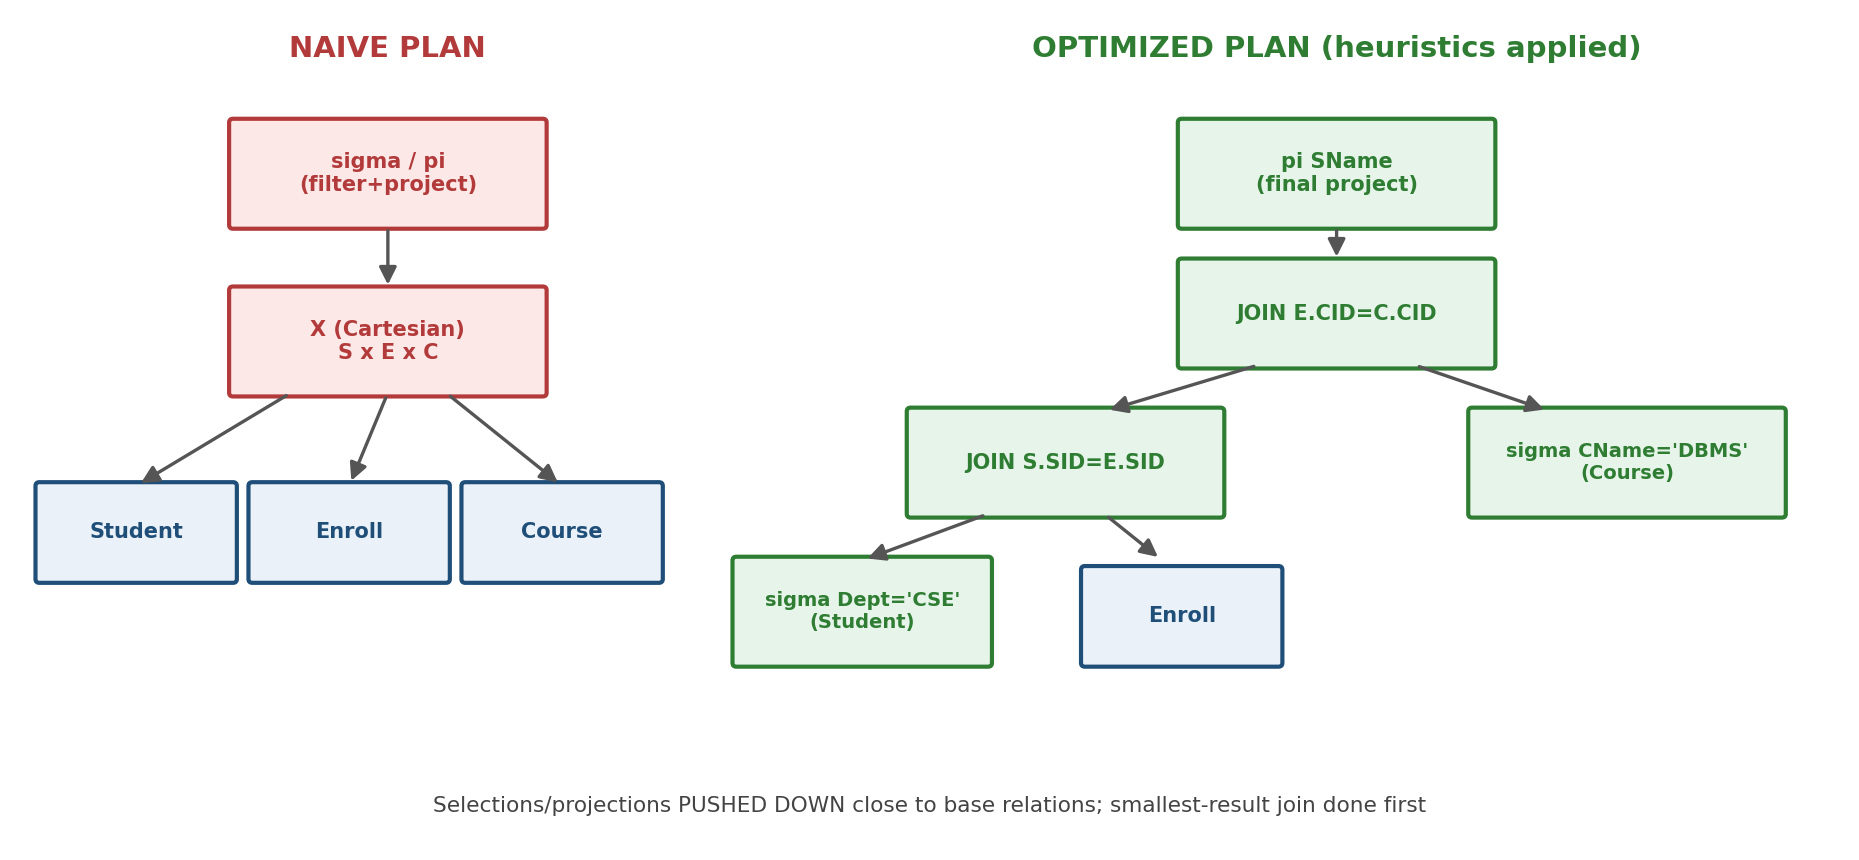 NAIVE PLAN
sigma / pi
(filter+project)
X (Cartesian)
S x E x C
Student
Enroll
Course
OPTIMIZED PLAN (heuristics applied)
pi SName
(final project)
JOIN E.CID=C.CID
JOIN S.SID=E.SID
sigma CName='DBMS'
(Course)
sigma Dept='CSE'
(Student)
Enroll
Selections/projections PUSHED DOWN close to base relations; smallest-result join done first